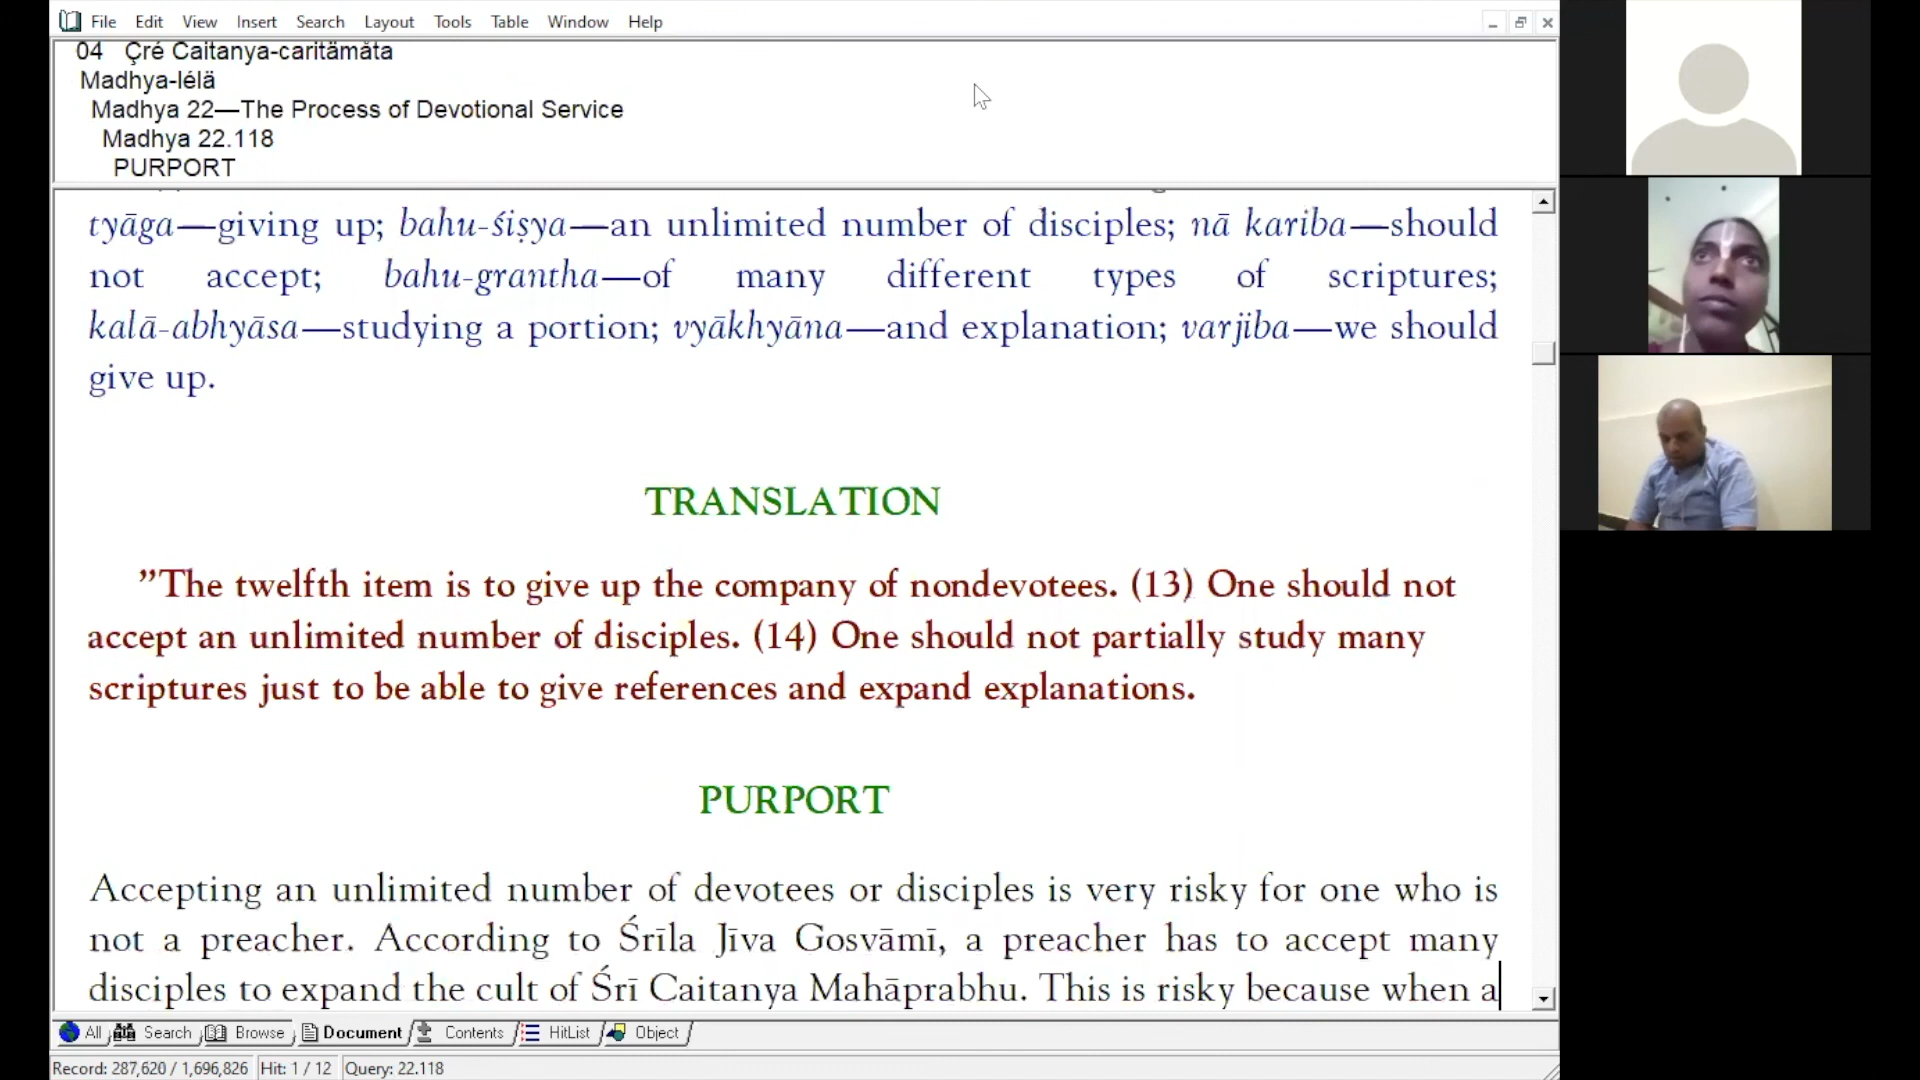 File Edit View Insert Search Layout Tools Table Window Help
04 Çré Caitanya-caritämåta
Madhya-lélä
Madhya 22—The Process of Devotional Service
Madhya 22.118
PURPORT
tyāga—giving up; bahu-śiṣya—an unlimited number of disciples; nā kariba—should
not accept; bahu-grantha—of many different types of scriptures;
kalā-abhyāsa—studying a portion; vyākhyāna—and explanation; varjiba—we should
give up.
TRANSLATION
”The twelfth item is to give up the company of nondevotees. (13) One should not
accept an unlimited number of disciples. (14) One should not partially study many
scriptures just to be able to give references and expand explanations.
PURPORT
Accepting an unlimited number of devotees or disciples is very risky for one who is
not a preacher. According to Śrīla Jīva Gosvāmī, a preacher has to accept many
disciples to expand the cult of Śrī Caitanya Mahāprabhu. This is risky because when a
All Search Browse Document Contents HitList Object
Record: 287,620 / 1,696,826 Hit: 1 / 12 Query: 22.118